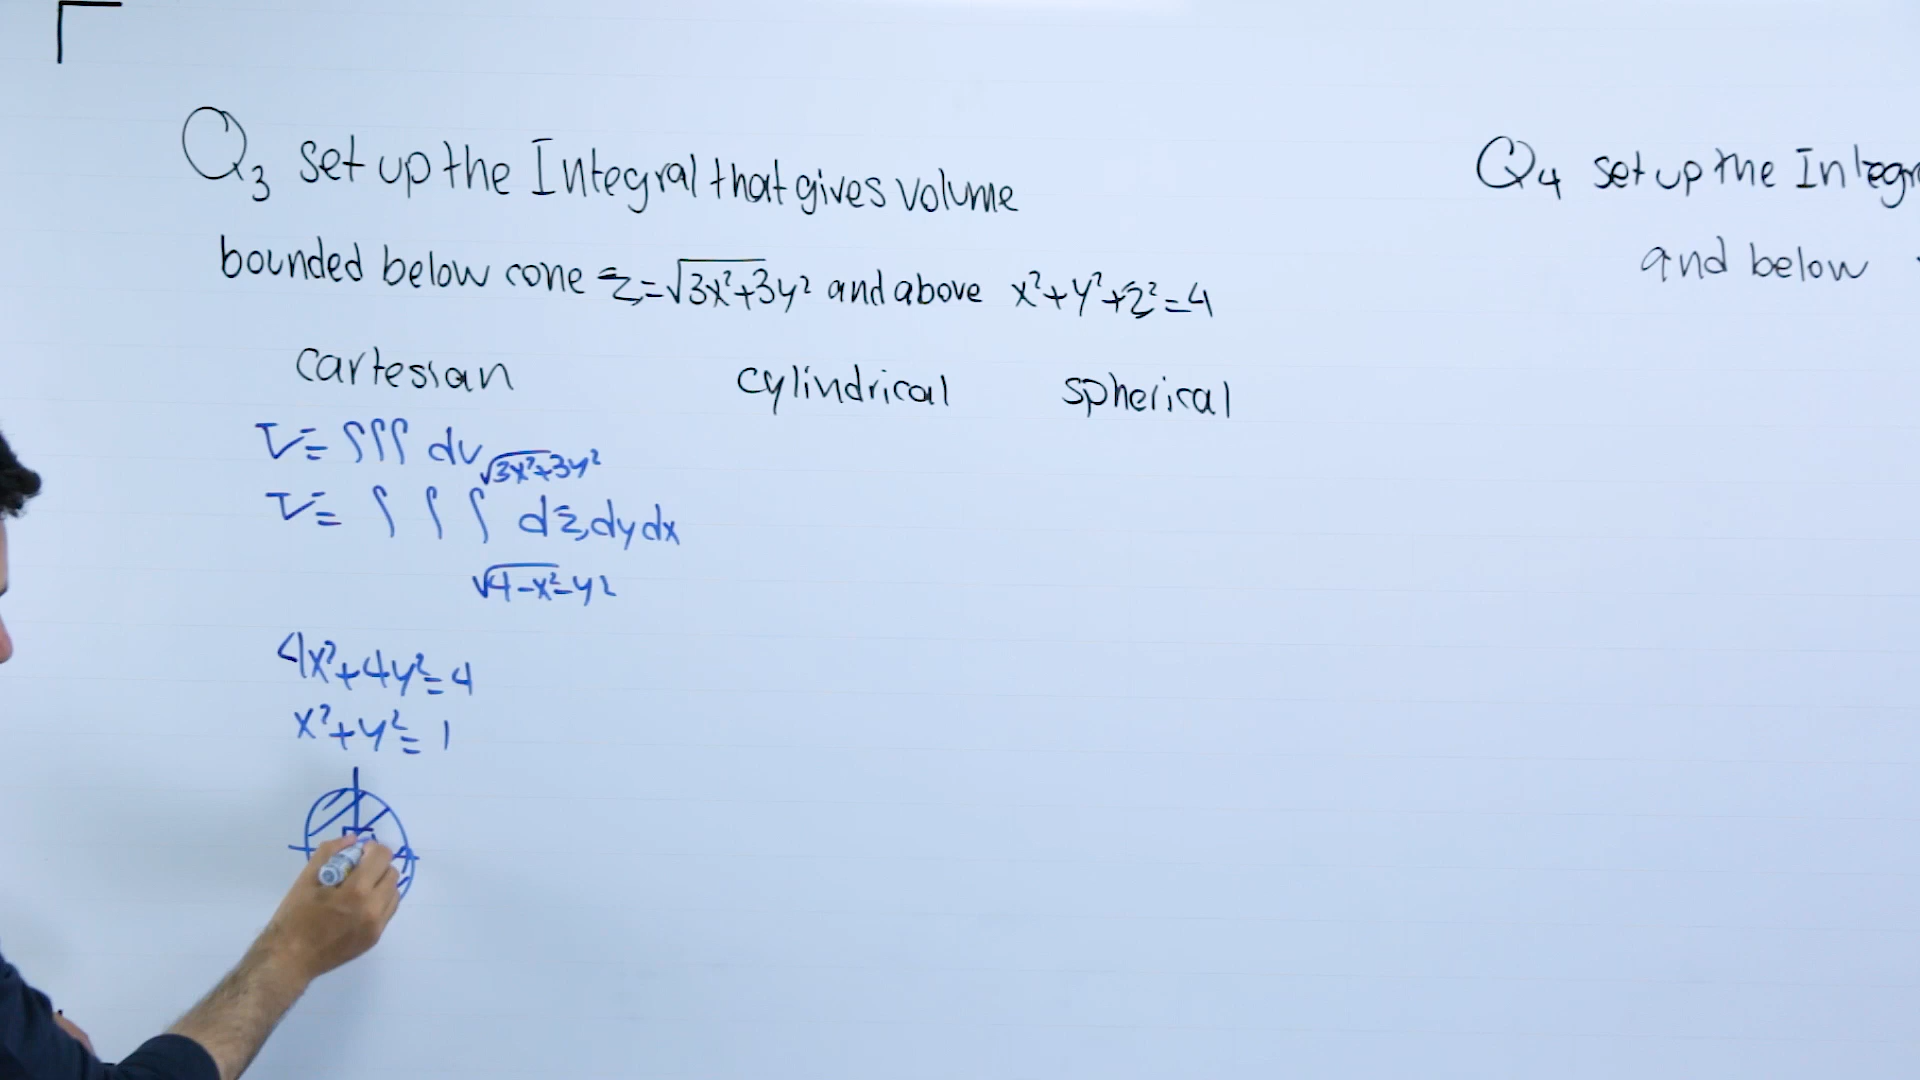 Q3 set up the Integral that gives volume
bounded below cone z=√3x²+3y² and above x²+y²+z²=4
cartessian cylindrical spherical
V=∫∫∫ dv
√3x²+3y²
V= ∫ ∫ ∫ dz dy dx
√4-x²-y²
4x²+4y²=4
x²+y²=1
Q4 set up the Integr
and below